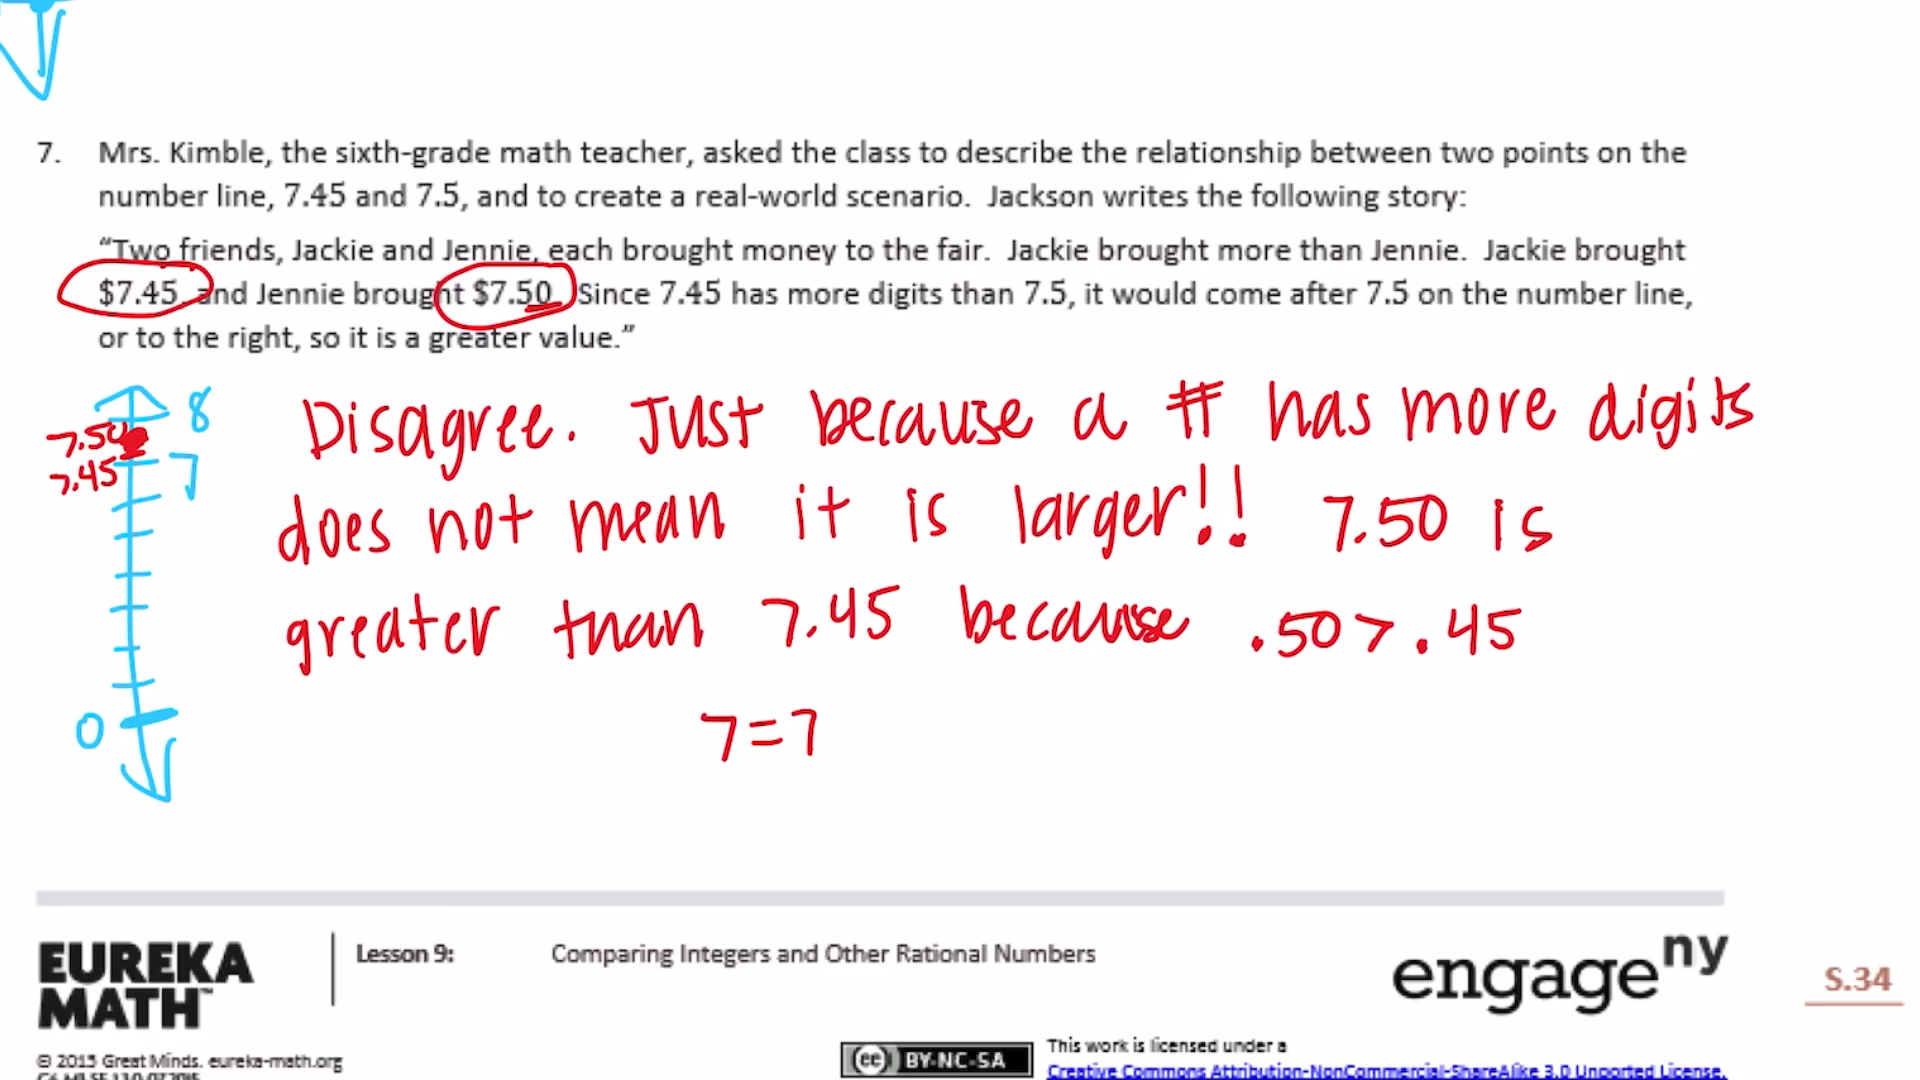 7. Mrs. Kimble, the sixth-grade math teacher, asked the class to describe the relationship between two points on the
number line, 7.45 and 7.5, and to create a real-world scenario. Jackson writes the following story:
“Two friends, Jackie and Jennie, each brought money to the fair. Jackie brought more than Jennie. Jackie brought
$7.45 and Jennie brought $7.50 Since 7.45 has more digits than 7.5, it would come after 7.5 on the number line,
or to the right, so it is a greater value.”
8
7.50
7.45
7
0
Disagree. Just because a # has more digits
does not mean it is larger!! 7.50 is
greater than 7.45 because .50 > .45
7=7
EUREKA
MATH™
Lesson 9:
Comparing Integers and Other Rational Numbers
engage ny
S.34
© 2015 Great Minds. eureka-math.org
cc BY-NC-SA
This work is licensed under a
Creative Commons Attribution-NonCommercial-ShareAlike 3.0 Unported License.